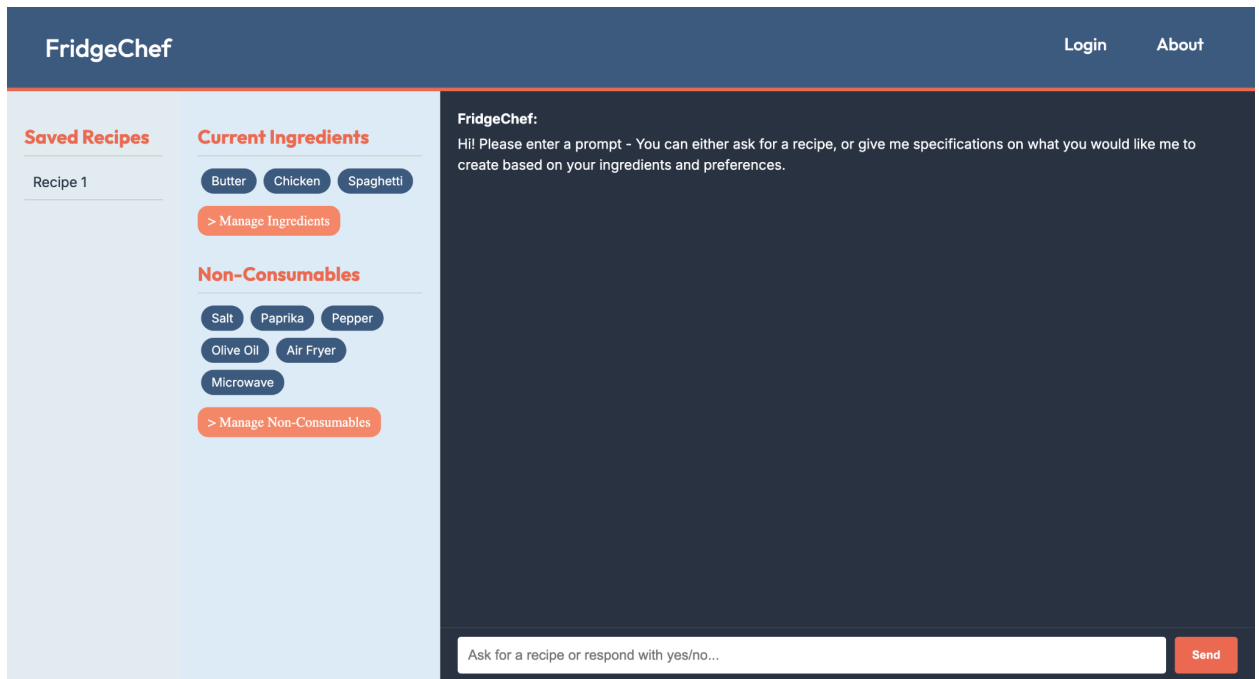 FridgeChef
Login
About
Saved Recipes
Recipe 1
Current Ingredients
Butter
Chicken
Spaghetti
> Manage Ingredients
Non-Consumables
Salt
Paprika
Pepper
Olive Oil
Air Fryer
Microwave
> Manage Non-Consumables
FridgeChef:
Hi! Please enter a prompt - You can either ask for a recipe, or give me specifications on what you would like me to
create based on your ingredients and preferences.
Ask for a recipe or respond with yes/no...
Send